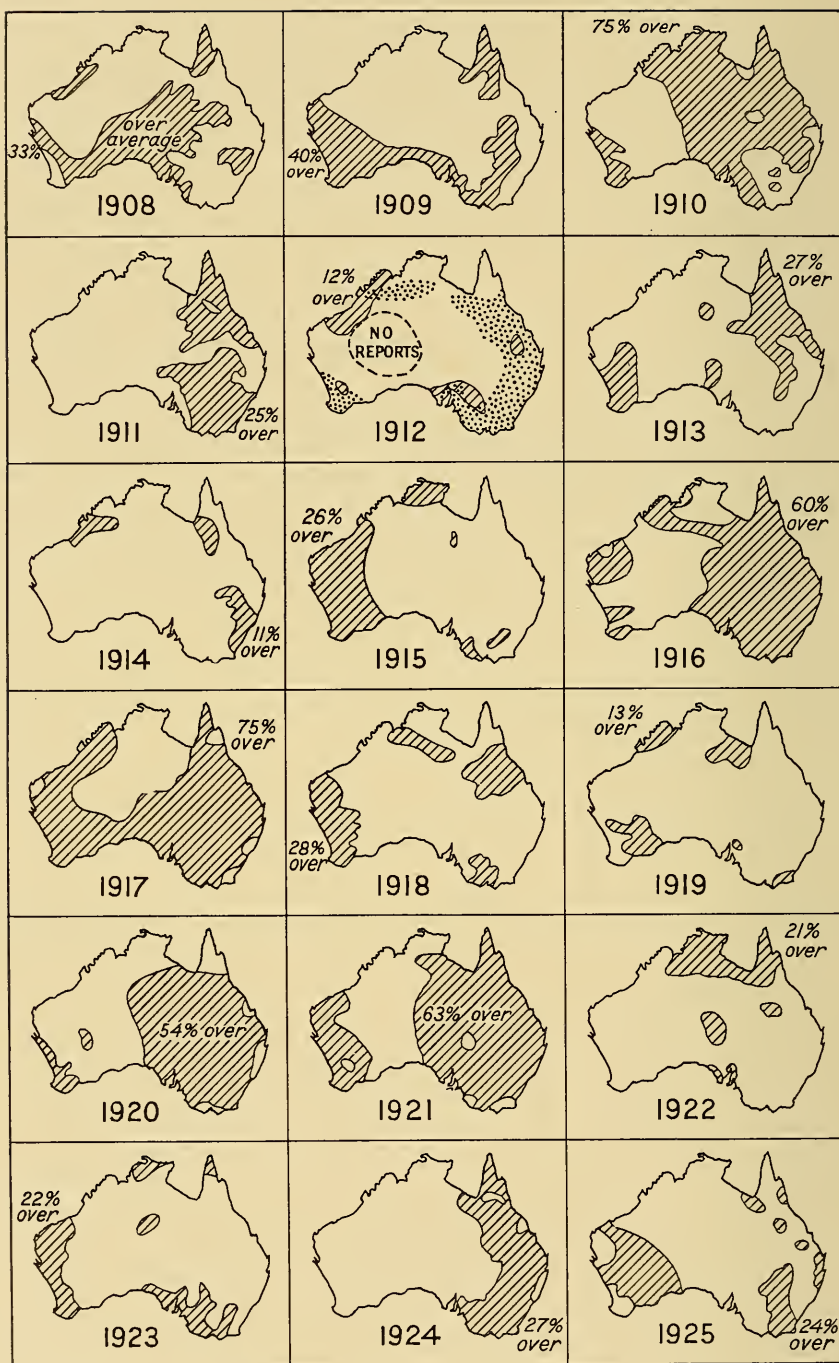 over
average
33%
1908
40%
over
1909
75% over
1910
25%
over
1911
12%
over
NO
REPORTS
1912
27%
over
1913
11%
over
1914
26%
over
1915
60%
over
1916
75%
over
1917
28%
over
1918
13%
over
1919
54% over
1920
63% over
1921
21%
over
1922
22%
over
1923
27%
over
1924
24%
over
1925